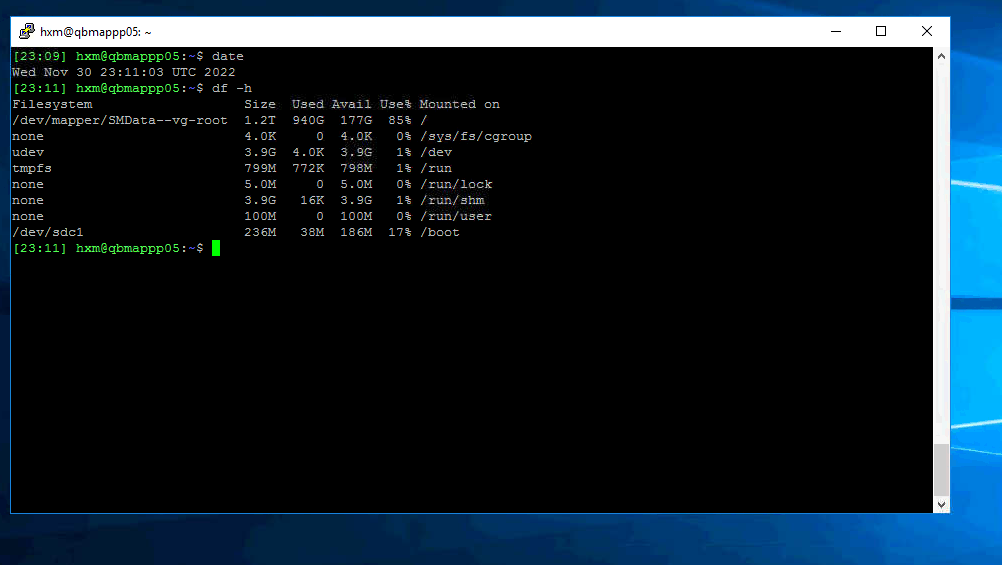 hxm@qbmappp05: ~
[23:09] hxm@qbmappp05:~$ date
Wed Nov 30 23:11:03 UTC 2022
[23:11] hxm@qbmappp05:~$ df -h
Filesystem                   Size  Used Avail Use% Mounted on
/dev/mapper/SMData--vg-root  1.2T  940G  177G  85% /
none                         4.0K     0  4.0K   0% /sys/fs/cgroup
udev                         3.9G  4.0K  3.9G   1% /dev
tmpfs                        799M  772K  798M   1% /run
none                         5.0M     0  5.0M   0% /run/lock
none                         3.9G   16K  3.9G   1% /run/shm
none                         100M     0  100M   0% /run/user
/dev/sdc1                    236M   38M  186M  17% /boot
[23:11] hxm@qbmappp05:~$